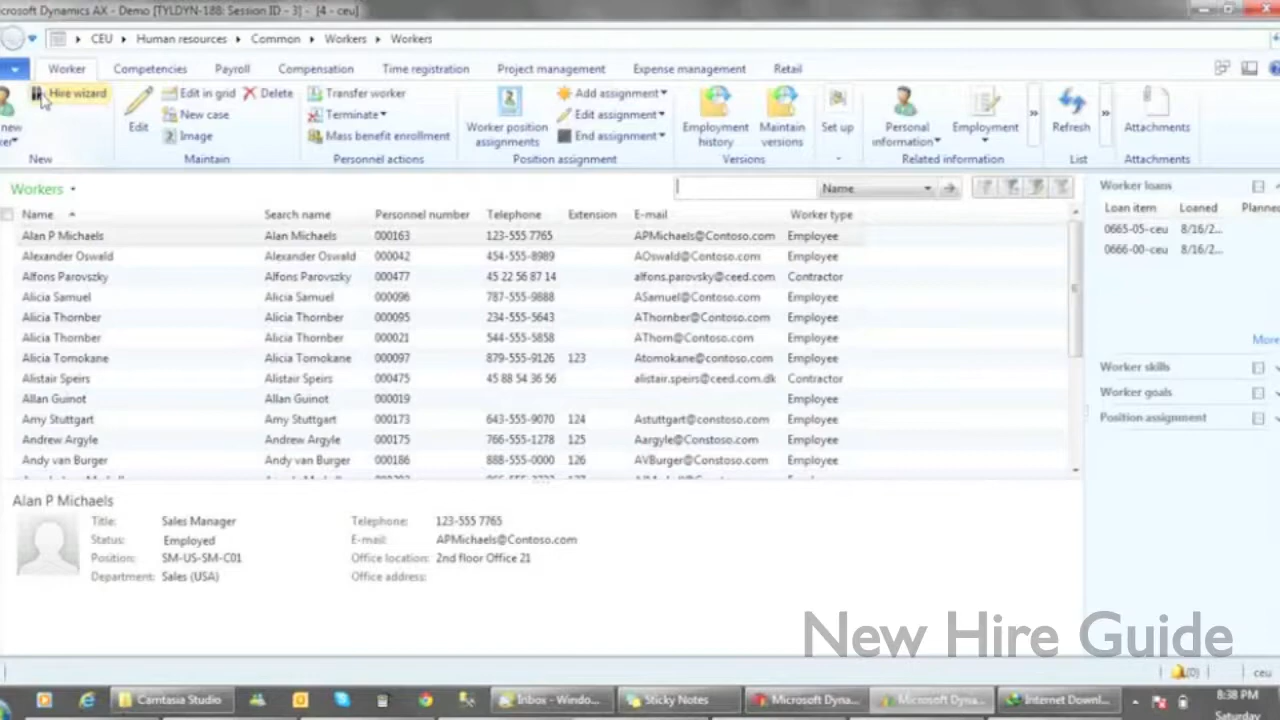 crosoft Dynamics AX - Demo [TYLDYN-188: Session ID - 3] - [4 - ceu]
CEU Human resources Common Workers Workers
Worker Competencies Payroll Compensation Time registration Project management Expense management Retail
new
Hire wizard
New
Edit
Edit in grid Delete
New case
Image
Maintain
Transfer worker
Terminate
Mass benefit enrollment
Personnel actions
Worker position assignments
Add assignment
Edit assignment
End assignment
Position assignment
Employment history
Maintain versions
Versions
Set up
Personal information
Employment
Related information
Refresh
List
Attachments
Attachments
Workers
Name
Name Search name Personnel number Telephone Extension E-mail Worker type
Alan P Michaels Alan Michaels 000163 123-555 7765 APMichaels@Contoso.com Employee
Alexander Oswald Alexander Oswald 000042 454-555-8989 AOswald@Contoso.com Employee
Alfons Parovszky Alfons Parovszky 000477 45 22 56 87 14 alfons.parovsky@ceed.com Contractor
Alicia Samuel Alicia Samuel 000096 787-555-9888 ASamuel@Contoso.com Employee
Alicia Thornber Alicia Thornber 000095 234-555-5643 AThornber@Contoso.com Employee
Alicia Thornber Alicia Thornber 000021 544-555-5858 AThorn@Contoso.com Employee
Alicia Tomokane Alicia Tomokane 000097 879-555-9126 123 Atomokane@contoso.com Employee
Alistair Speirs Alistair Speirs 000475 45 88 54 36 56 alistair.speirs@ceed.com.dk Contractor
Allan Guinot Allan Guinot 000019 Employee
Amy Stuttgart Amy Stuttgart 000173 643-555-9070 124 Astuttgart@constoso.com Employee
Andrew Argyle Andrew Argyle 000175 766-555-1278 125 Aargyle@Constoso.com Employee
Andy van Burger Andy van Burger 000186 888-555-0000 126 AVBurger@Constoso.com Employee
Worker loans
Loan item Loaned Planne
0665-05-ceu 8/16/2...
0666-00-ceu 8/16/2...
More
Worker skills
Worker goals
Position assignment
Alan P Michaels
Title: Sales Manager Telephone: 123-555 7765
Status: Employed E-mail: APMichaels@Contoso.com
Position: SM-US-SM-C01 Office location: 2nd floor Office 21
Department: Sales (USA) Office address:
New Hire Guide
(0) ceu
Camtasia Studio Inbox - Windo... Sticky Notes Microsoft Dyna... Microsoft Dyna... Internet Downl...
8:38 PM
Saturday